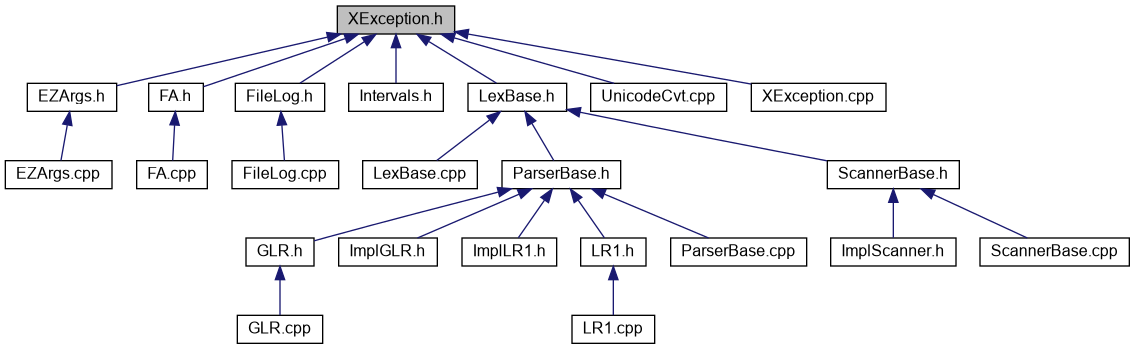 XException.h
EZArgs.h
FA.h
FileLog.h
Intervals.h
LexBase.h
UnicodeCvt.cpp
XException.cpp
EZArgs.cpp
FA.cpp
FileLog.cpp
LexBase.cpp
ParserBase.h
ScannerBase.h
GLR.h
ImplGLR.h
ImplLR1.h
LR1.h
ParserBase.cpp
ImplScanner.h
ScannerBase.cpp
GLR.cpp
LR1.cpp